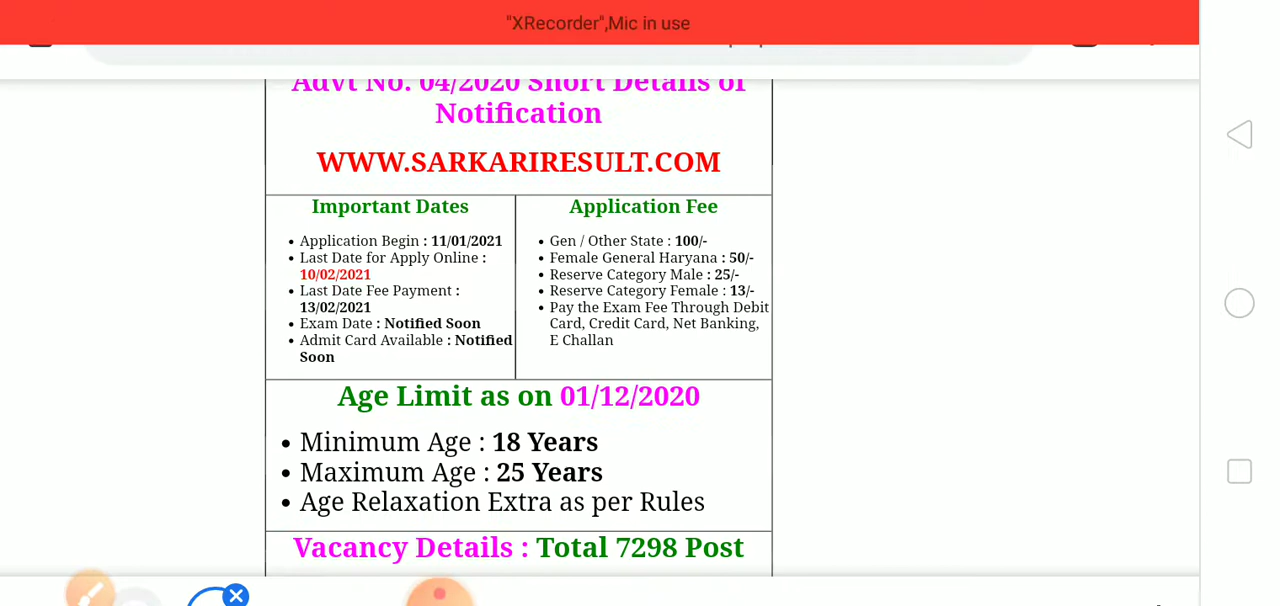 "XRecorder",Mic in use
Advt No. 04/2020 Short Details of
Notification
WWW.SARKARIRESULT.COM
Important Dates
Application Begin : 11/01/2021
Last Date for Apply Online :
10/02/2021
Last Date Fee Payment :
13/02/2021
Exam Date : Notified Soon
Admit Card Available : Notified
Soon
Application Fee
Gen / Other State : 100/-
Female General Haryana : 50/-
Reserve Category Male : 25/-
Reserve Category Female : 13/-
Pay the Exam Fee Through Debit
Card, Credit Card, Net Banking,
E Challan
Age Limit as on 01/12/2020
Minimum Age : 18 Years
Maximum Age : 25 Years
Age Relaxation Extra as per Rules
Vacancy Details : Total 7298 Post